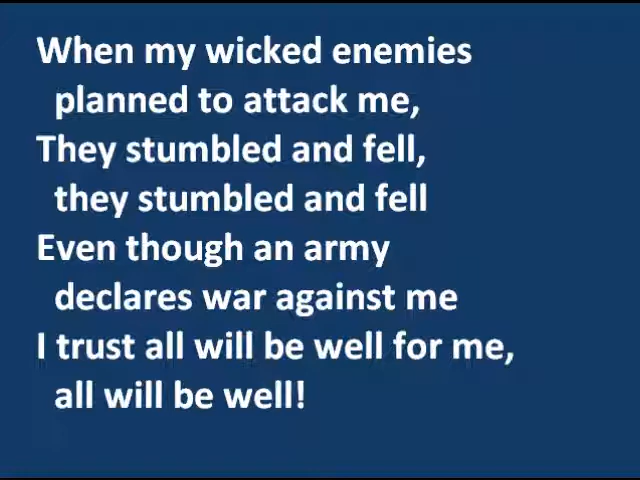 When my wicked enemies
planned to attack me,
They stumbled and fell,
they stumbled and fell
Even though an army
declares war against me
I trust all will be well for me,
all will be well!